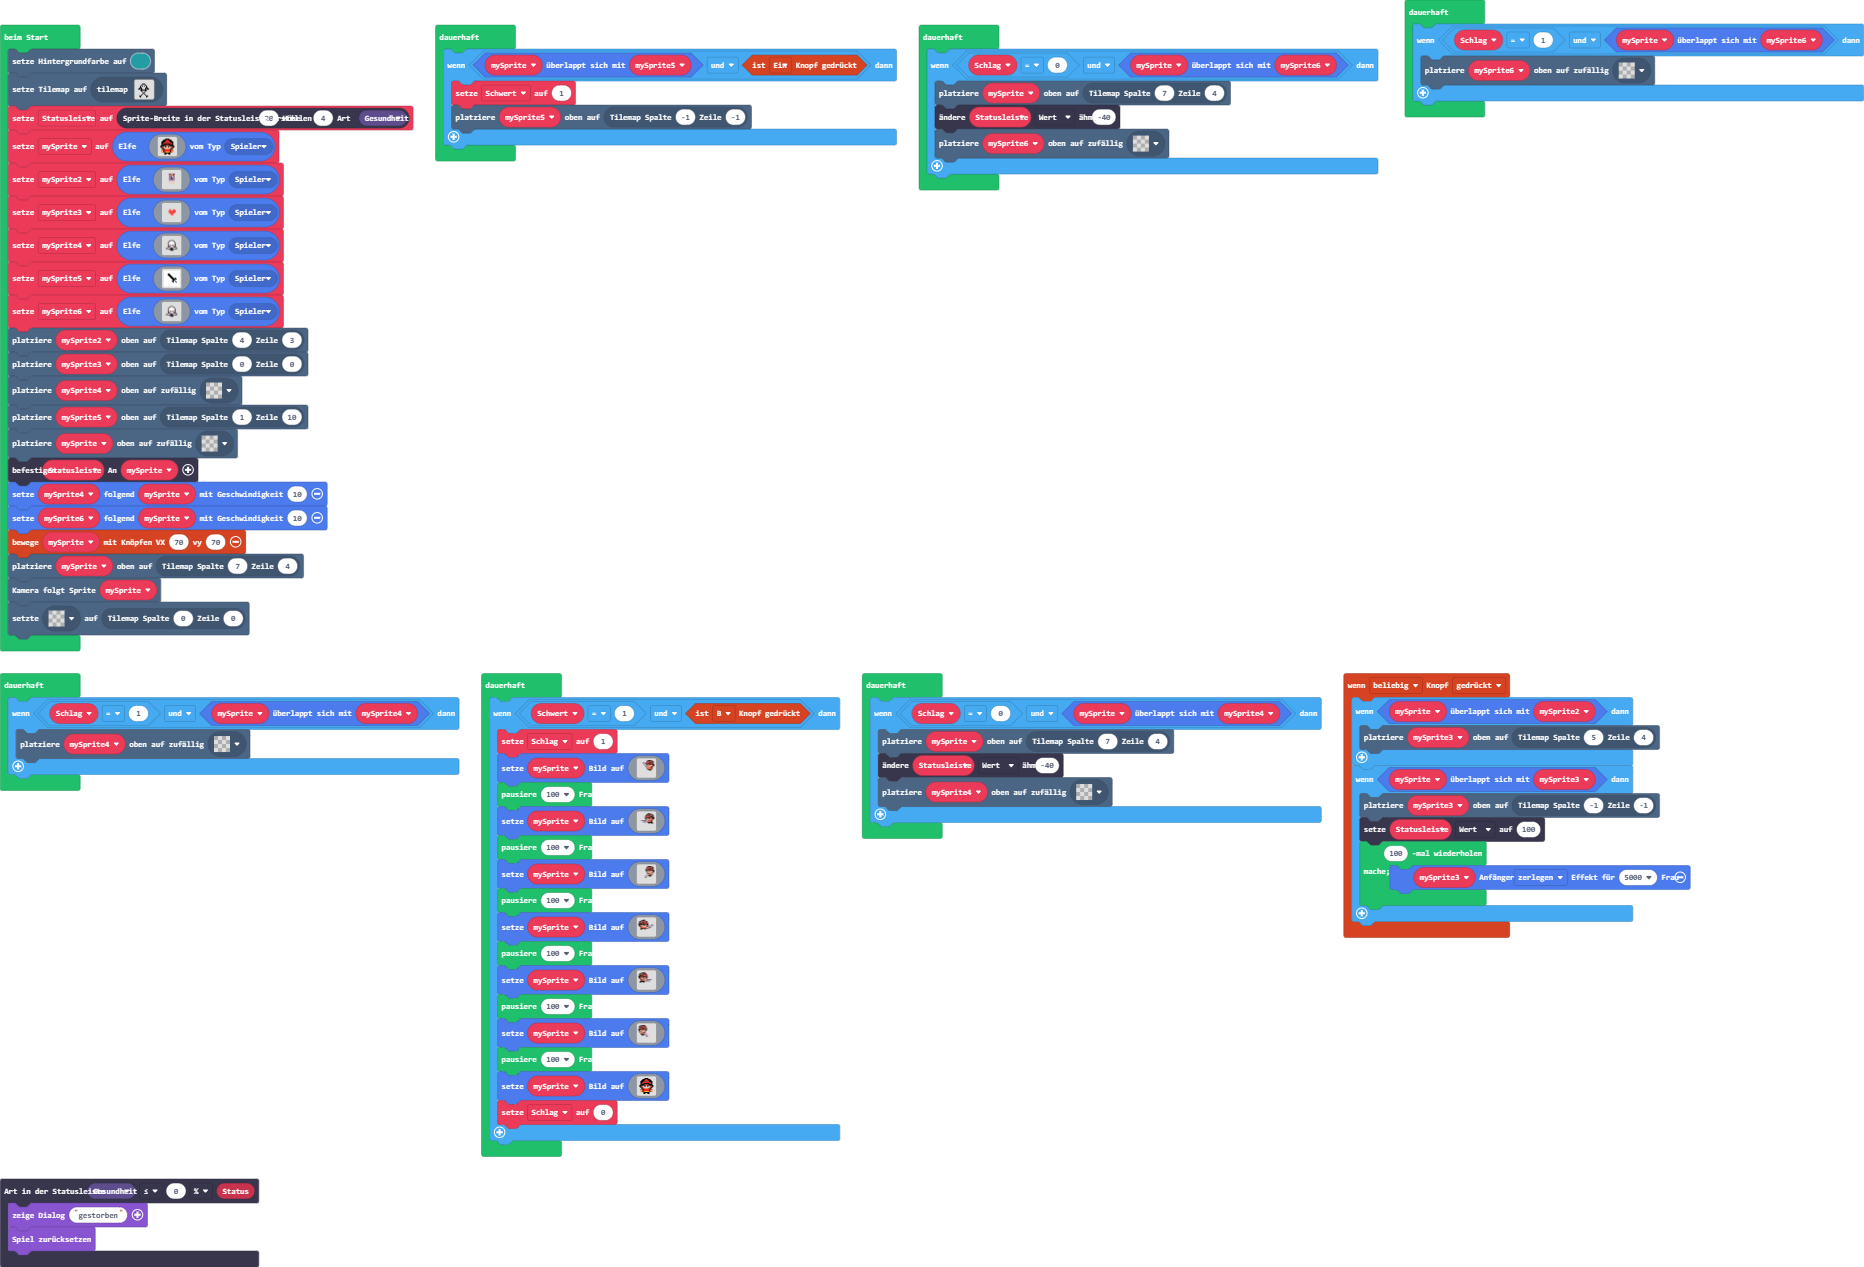 beim Start
setze Hintergrundfarbe auf
setze Tilemap auf tilemap
setze Statusleiste auf Sprite-Breite in der Statusleis 20 füllen 4 Art Gesundheit
setze mySprite auf Elfe vom Typ Spieler
setze mySprite2 auf Elfe vom Typ Spieler
setze mySprite3 auf Elfe vom Typ Spieler
setze mySprite4 auf Elfe vom Typ Spieler
setze mySprite5 auf Elfe vom Typ Spieler
setze mySprite6 auf Elfe vom Typ Spieler
platziere mySprite2 oben auf Tilemap Spalte 4 Zeile 3
platziere mySprite3 oben auf Tilemap Spalte 0 Zeile 0
platziere mySprite4 oben auf zufällig
platziere mySprite5 oben auf Tilemap Spalte 1 Zeile 10
platziere mySprite oben auf zufällig
befestigen Statusleiste An mySprite
setze mySprite4 folgend mySprite mit Geschwindigkeit 10
setze mySprite6 folgend mySprite mit Geschwindigkeit 10
bewege mySprite mit Knöpfen VX 70 vy 70
platziere mySprite oben auf Tilemap Spalte 7 Zeile 4
Kamera folgt Sprite mySprite
setzte auf Tilemap Spalte 0 Zeile 0
dauerhaft
wenn mySprite überlappt sich mit mySprite5 und ist Knopf gedrückt dann
setze Schwert auf 1
platziere mySprite5 oben auf Tilemap Spalte -1 Zeile -1
dauerhaft
wenn Schlag = 0 und mySprite überlappt sich mit mySprite6 dann
platziere mySprite oben auf Tilemap Spalte 7 Zeile 4
ändere Statusleiste Wert ähm -40
platziere mySprite6 oben auf zufällig
dauerhaft
wenn Schlag = 1 und mySprite überlappt sich mit mySprite6 dann
platziere mySprite6 oben auf zufällig
dauerhaft
wenn Schlag = 1 und mySprite überlappt sich mit mySprite4 dann
platziere mySprite4 oben auf zufällig
dauerhaft
wenn Schwert = 1 und ist B Knopf gedrückt dann
setze Schlag auf 1
setze mySprite Bild auf
pausiere 100 Fra
setze mySprite Bild auf
pausiere 100 Fra
setze mySprite Bild auf
pausiere 100 Fra
setze mySprite Bild auf
pausiere 100 Fra
setze mySprite Bild auf
pausiere 100 Fra
setze mySprite Bild auf
pausiere 100 Fra
setze mySprite Bild auf
setze Schlag auf 0
dauerhaft
wenn Schlag = 0 und mySprite überlappt sich mit mySprite4 dann
platziere mySprite oben auf Tilemap Spalte 7 Zeile 4
ändere Statusleiste Wert ähm -40
platziere mySprite4 oben auf zufällig
wenn beliebig Knopf gedrückt
wenn mySprite überlappt sich mit mySprite2 dann
platziere mySprite3 oben auf Tilemap Spalte 5 Zeile 4
wenn mySprite überlappt sich mit mySprite3 dann
platziere mySprite3 oben auf Tilemap Spalte -1 Zeile -1
setze Statusleiste Wert auf 100
100 -mal wiederholen
mache: mySprite3 Anfänger zerlegen Effekt für 5000 Fra
Art in der Statusleis Gesundheit ≤ 0 % Status
zeige Dialog "gestorben"
Spiel zurücksetzen